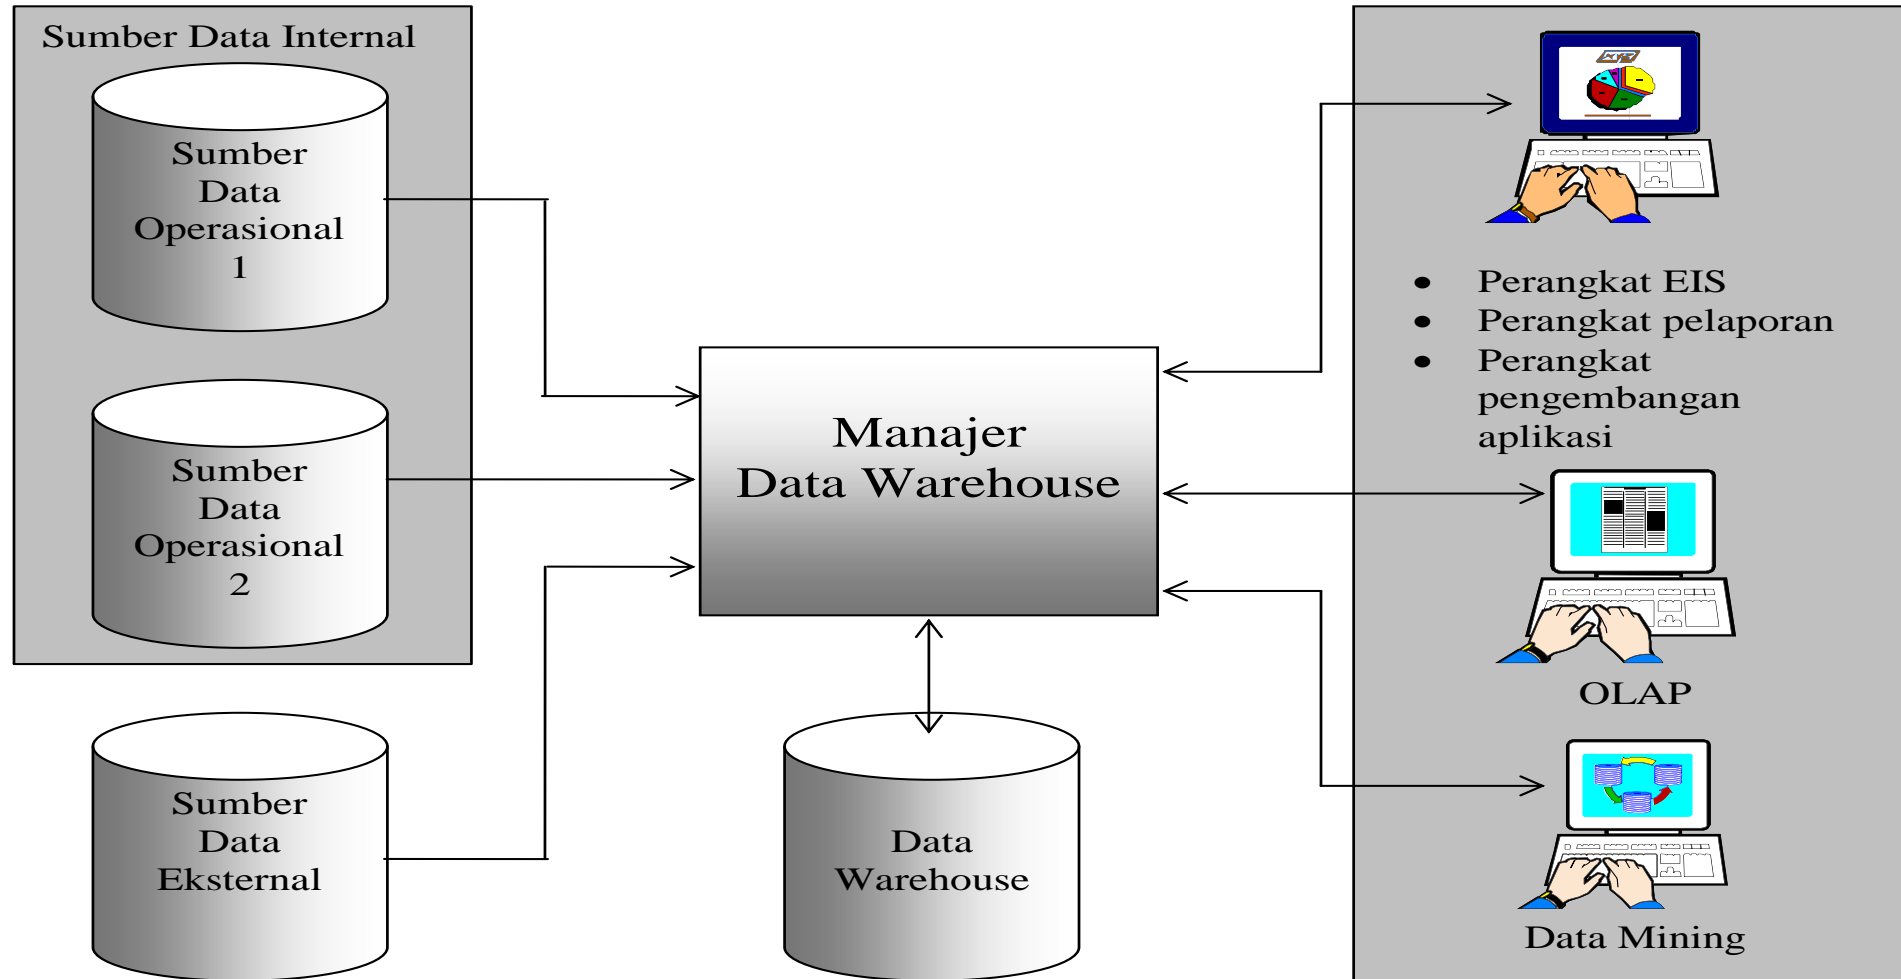 Sumber Data Internal
Sumber
Data
Operasional
1
Sumber
Data
Operasional
2
Sumber
Data
Eksternal
Manajer
Data Warehouse
Data
Warehouse
• Perangkat EIS
• Perangkat pelaporan
• Perangkat
pengembangan
aplikasi
OLAP
Data Mining